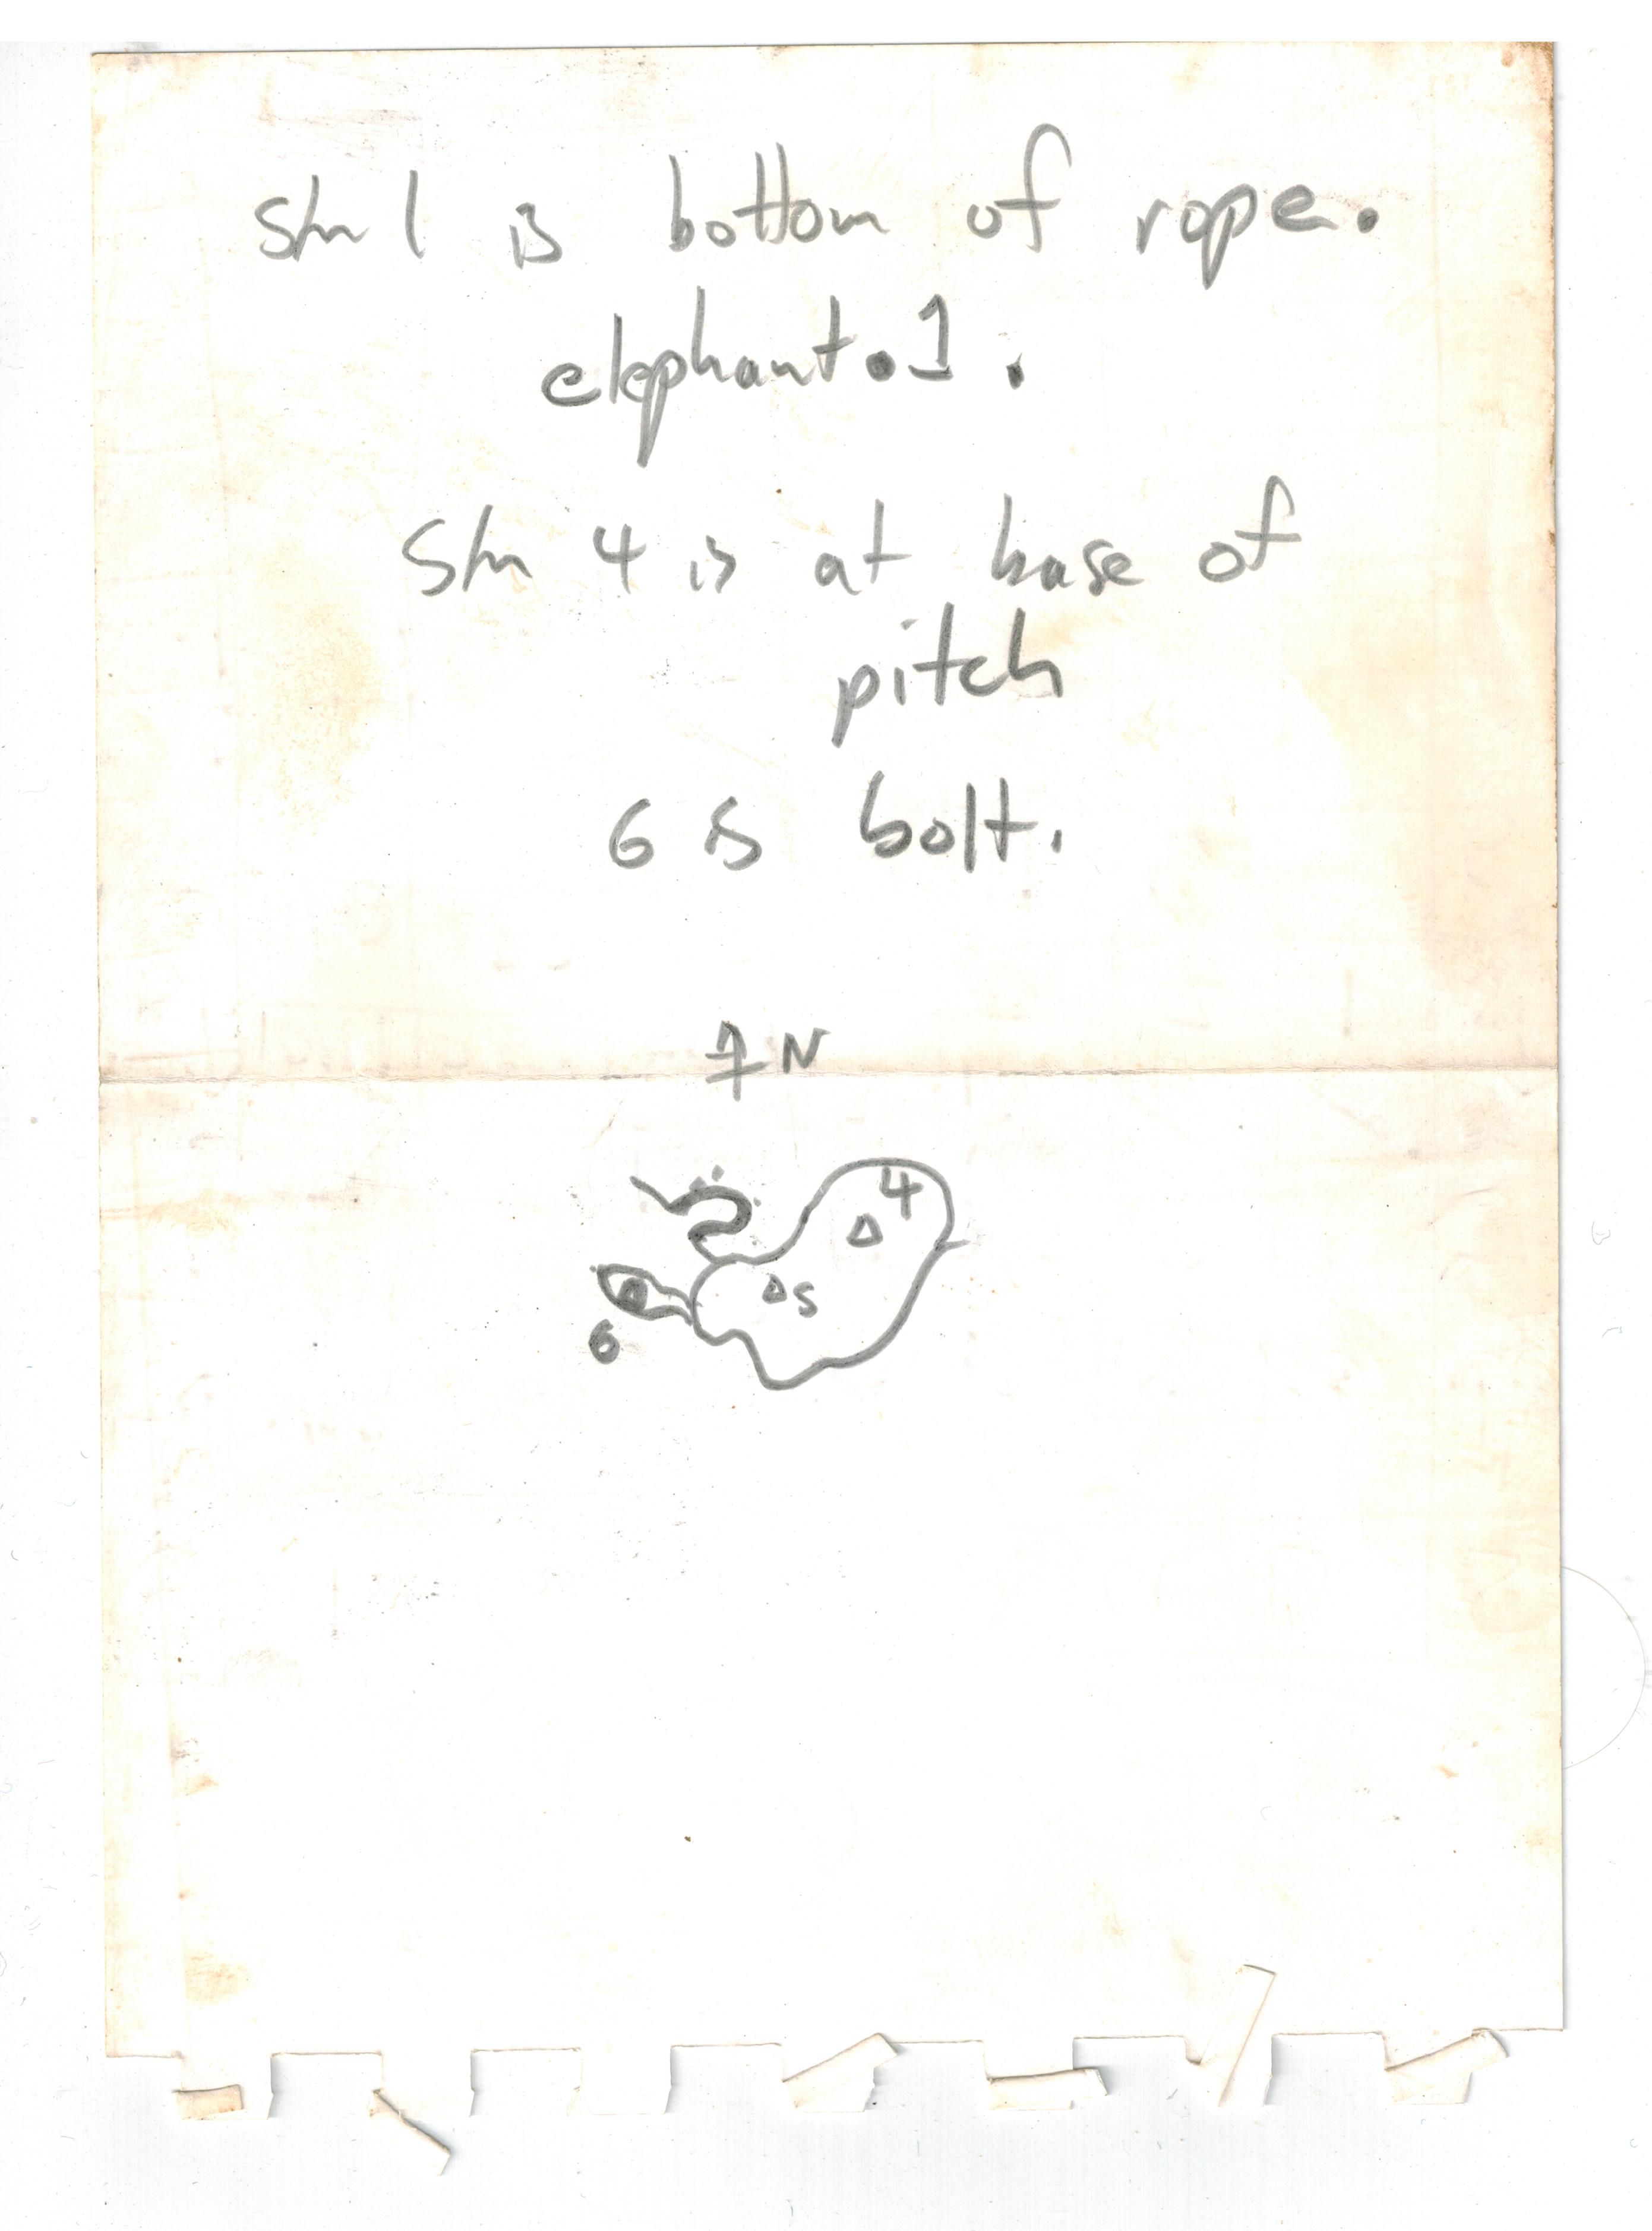 stn 1 is bottom of rope.
elephant.1.
Stn 4 is at base of
pitch
6 is bolt.
N
4
5
6